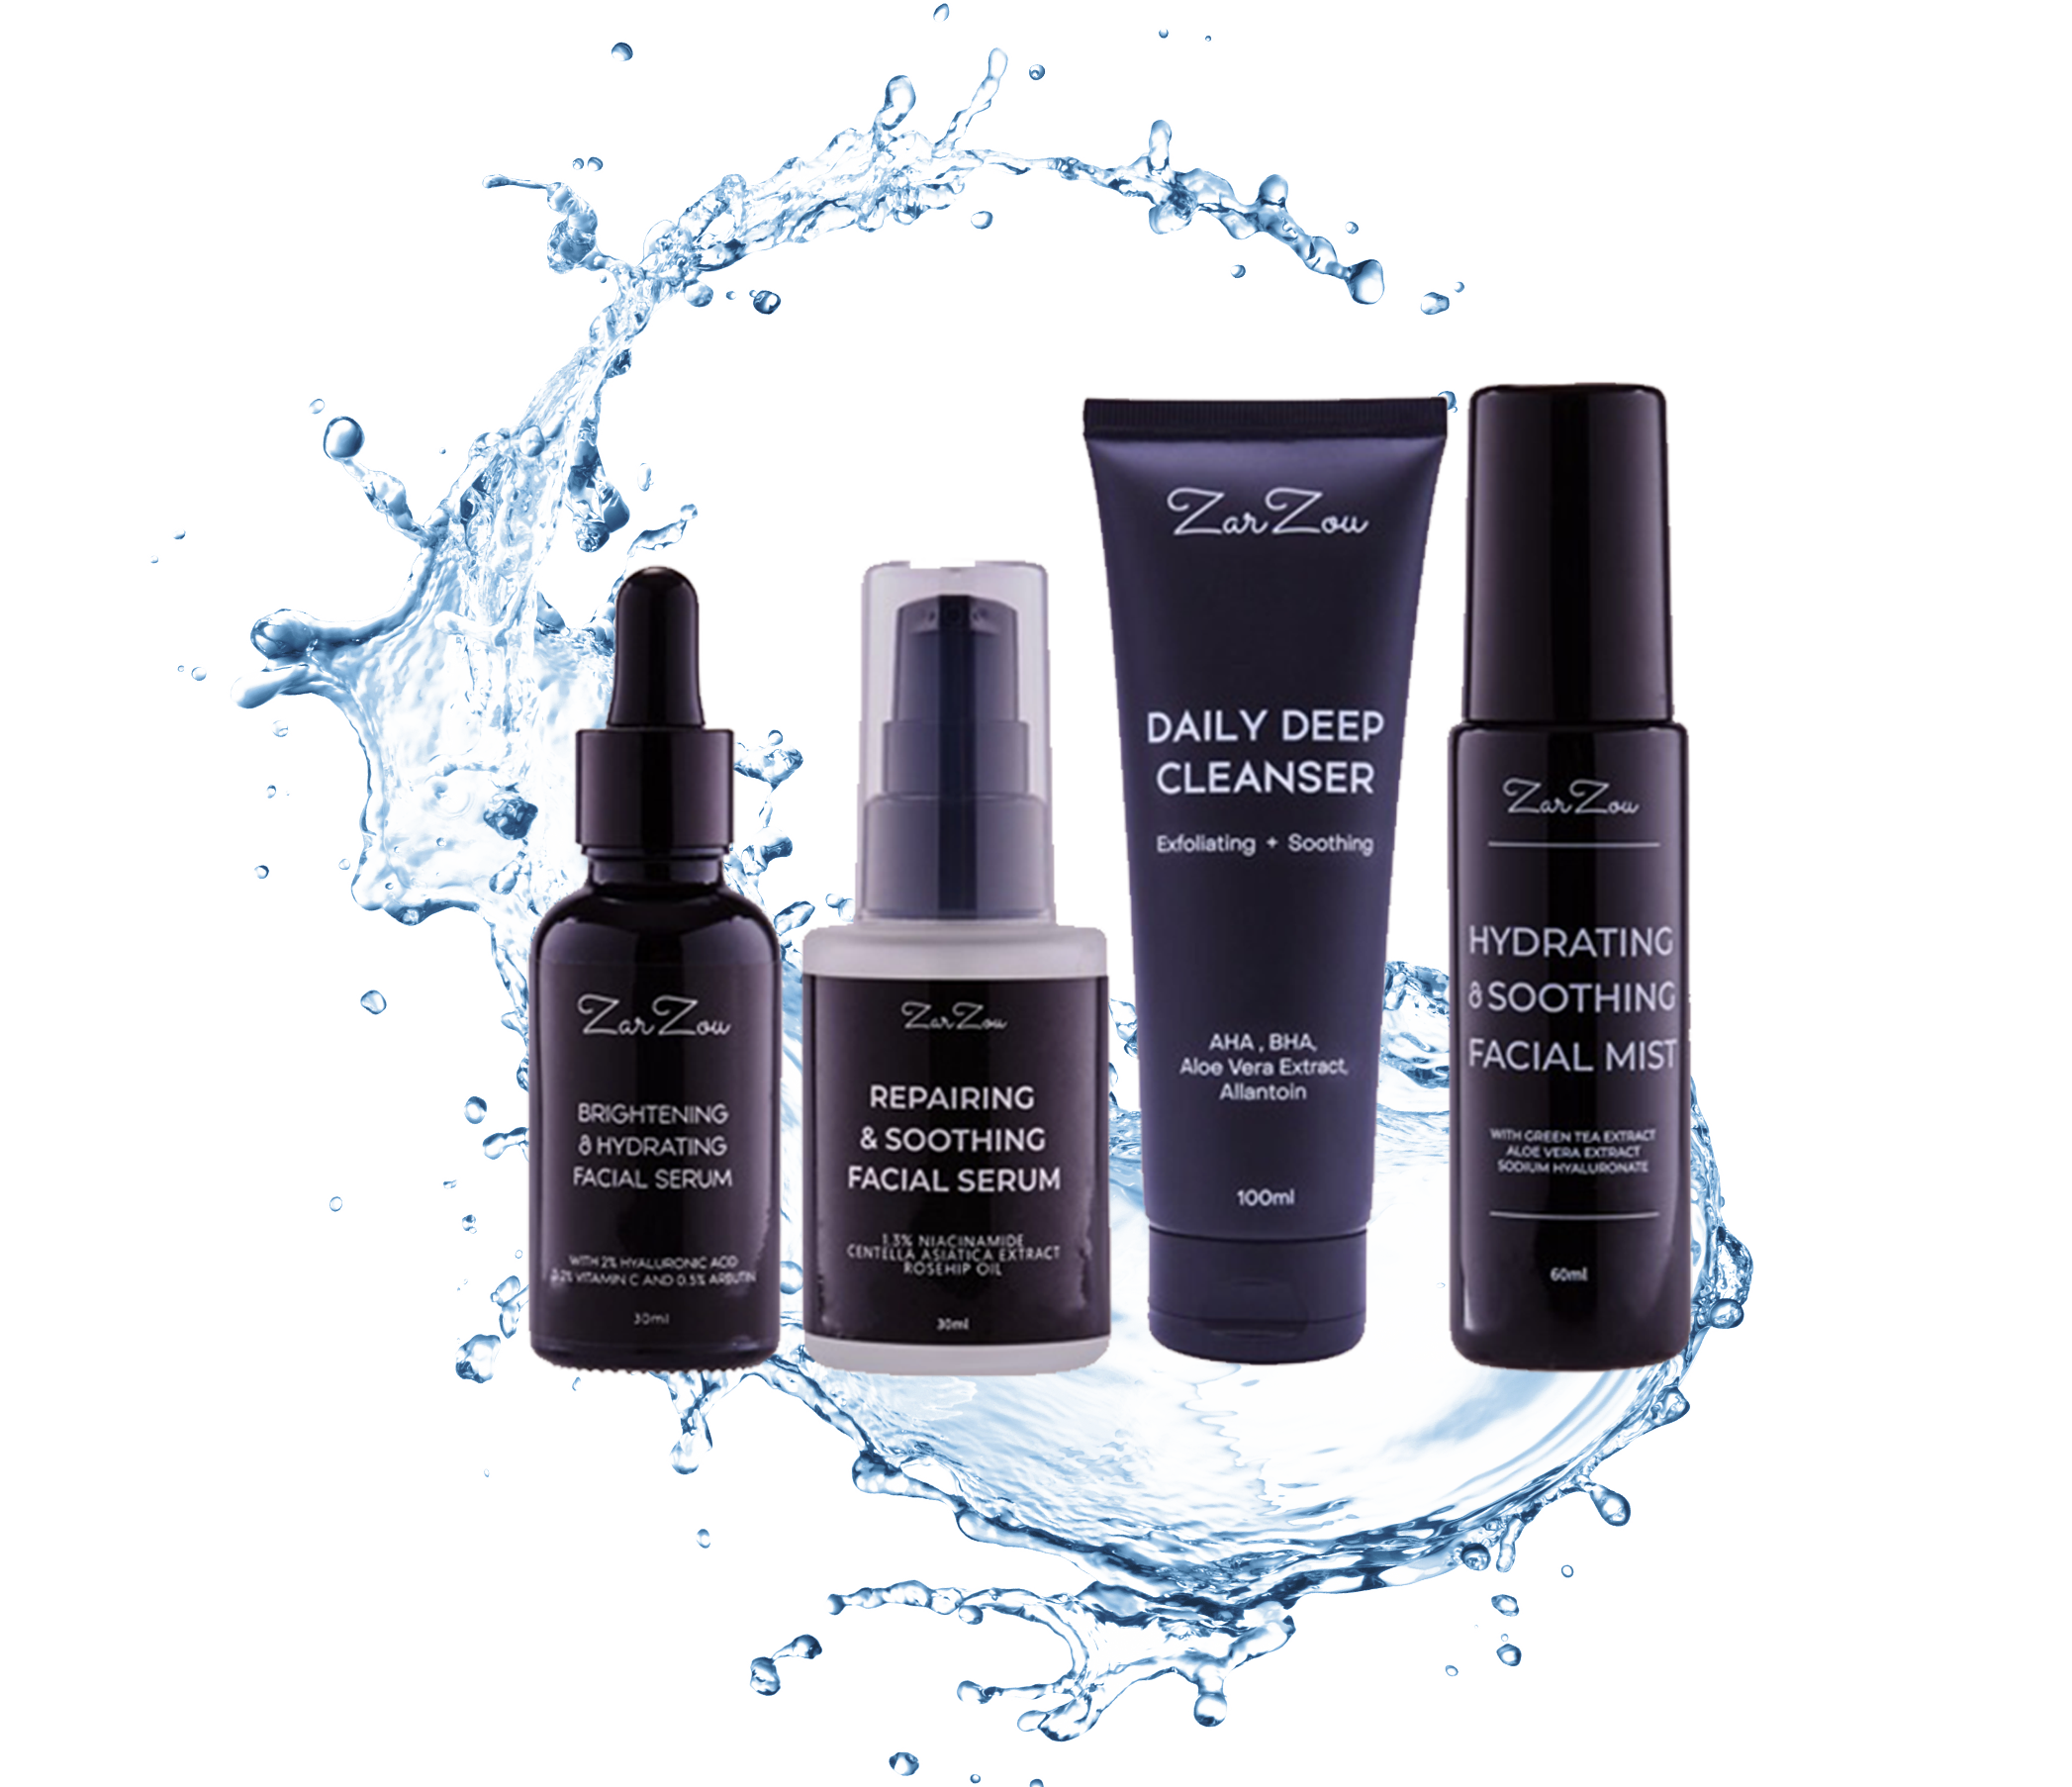 ZarZou
BRIGHTENING
& HYDRATING
FACIAL SERUM
WITH 2% HYALURONIC ACID
0.2% VITAMIN C AND 0.5% ARBUTIN
30ml
ZarZou
REPAIRING
& SOOTHING
FACIAL SERUM
1.3% NIACINAMIDE
CENTELLA ASIATICA EXTRACT
ROSEHIP OIL
30ml
ZarZou
DAILY DEEP
CLEANSER
Exfoliating + Soothing
AHA , BHA,
Aloe Vera Extract,
Allantoin
100ml
ZarZou
HYDRATING
& SOOTHING
FACIAL MIST
WITH GREEN TEA EXTRACT
ALOE VERA EXTRACT
SODIUM HYALURONATE
60ml